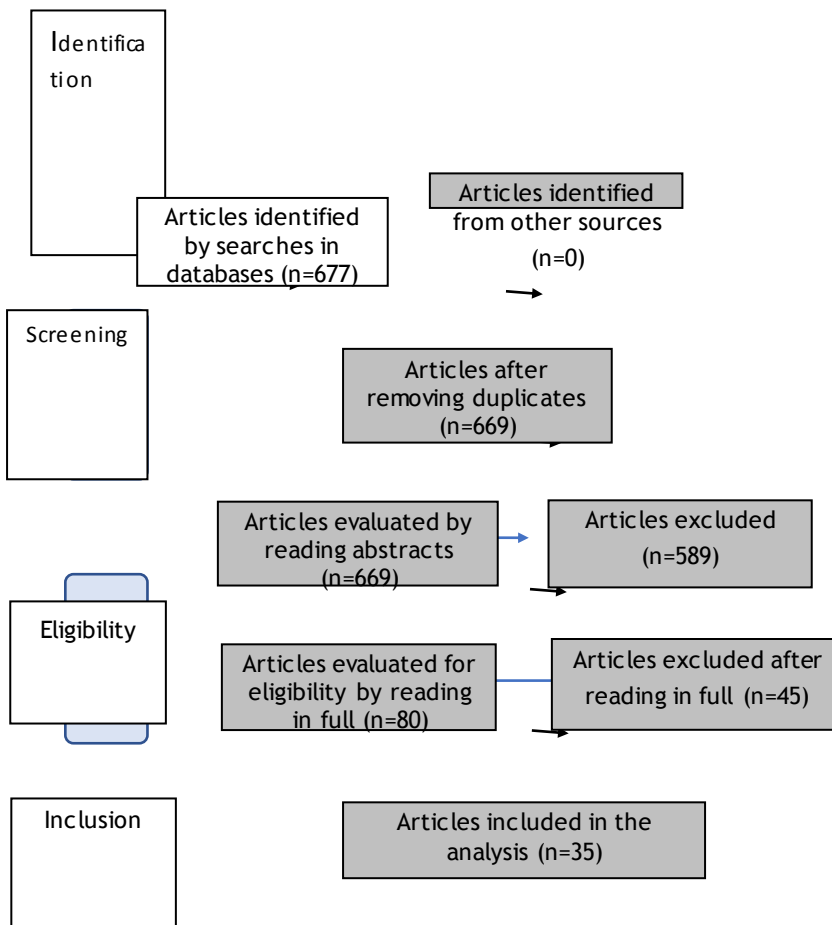 Identifica
tion
Articles identified
by searches in
databases (n=677)
Articles identified
from other sources
(n=0)
Screening
Articles after
removing duplicates
(n=669)
Articles evaluated by
reading abstracts
(n=669)
Articles excluded
(n=589)
Eligibility
Articles evaluated for
eligibility by reading
in full (n=80)
Articles excluded after
reading in full (n=45)
Inclusion
Articles included in the
analysis (n=35)